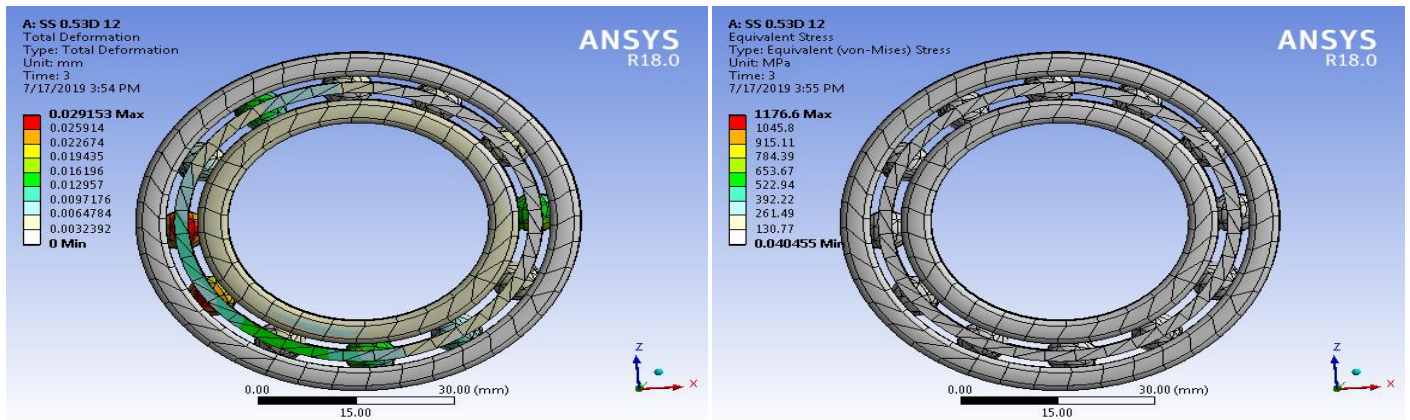 A: SS 0.53D 12
Total Deformation
Type: Total Deformation
Unit: mm
Time: 3
7/17/2019 3:54 PM
0.029153 Max
0.025914
0.022674
0.019435
0.016196
0.012957
0.0097176
0.0064784
0.0032392
0 Min
ANSYS
R18.0
0.00
30.00 (mm)
15.00
Z
X
A: SS 0.53D 12
Equivalent Stress
Type: Equivalent (von-Mises) Stress
Unit: MPa
Time: 3
7/17/2019 3:55 PM
1176.6 Max
1045.8
915.11
784.39
653.67
522.94
392.22
261.49
130.77
0.040455 Min
ANSYS
R18.0
0.00
30.00 (mm)
15.00
Z
X